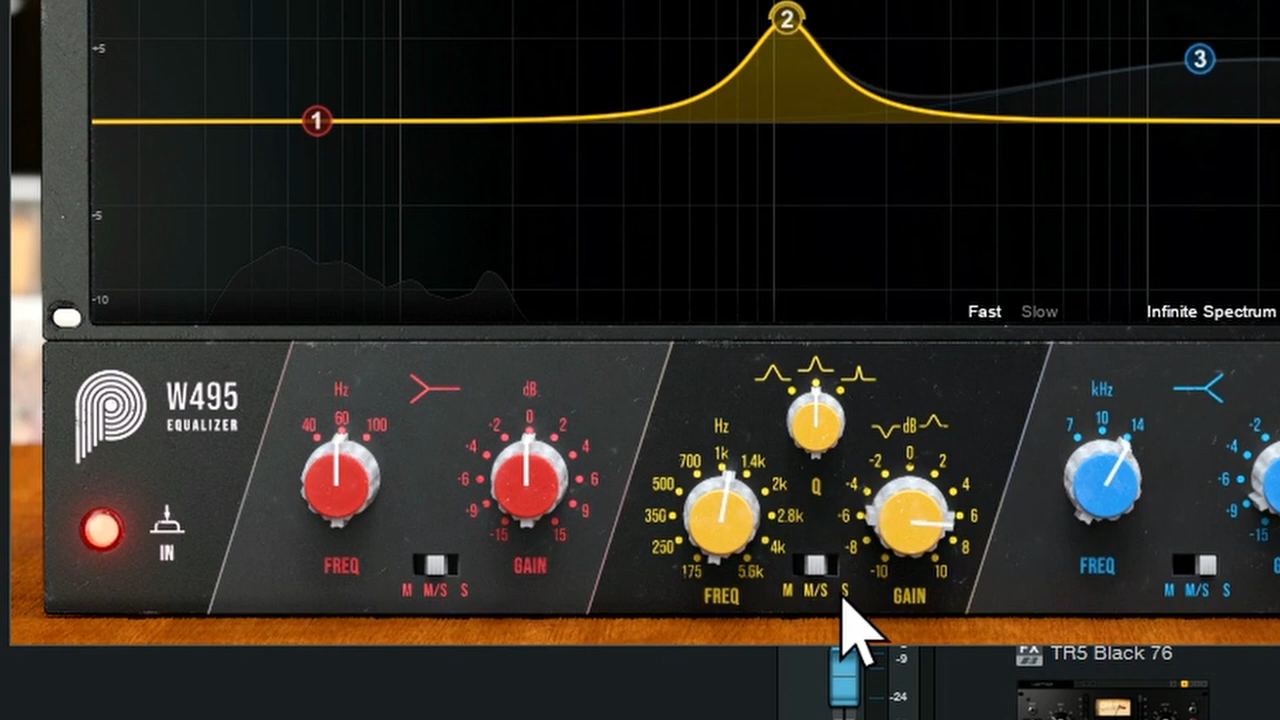 2
+5
3
1
-5
-10
Fast Slow Infinite Spectrum
W495
EQUALIZER
IN
Hz
40 60 100
FREQ
dB
-15 -9 -6 -4 -2 0 2 4 6 9 15
GAIN
M M/S S
Hz
175 250 350 500 700 1k 1.4k 2k 2.8k 4k 5.6k
FREQ
Q
M M/S S
dB
-10 -8 -6 -4 -2 0 2 4 6 8 10
GAIN
kHz
7 10 14
FREQ
M M/S S
-2
-4
-6
-9
-15
-9
-24
FX TR5 Black 76